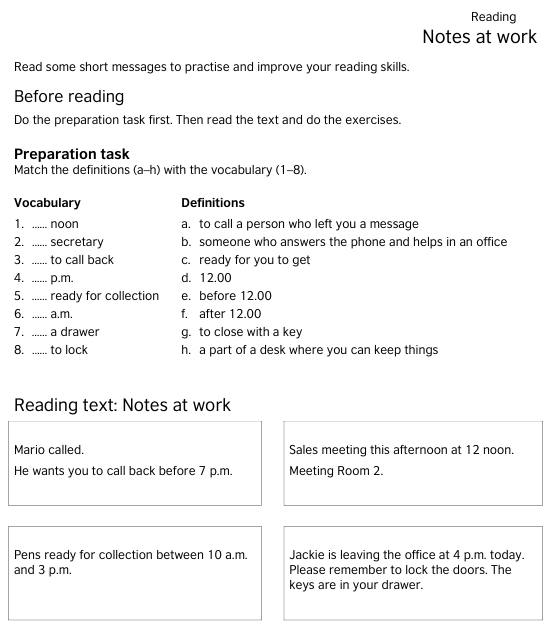 Reading
Notes at work
Read some short messages to practise and improve your reading skills.
Before reading
Do the preparation task first. Then read the text and do the exercises.
Preparation task
Match the definitions (a–h) with the vocabulary (1–8).
Vocabulary
1. ...... noon
2. ...... secretary
3. ...... to call back
4. ...... p.m.
5. ...... ready for collection
6. ...... a.m.
7. ...... a drawer
8. ...... to lock
Definitions
a. to call a person who left you a message
b. someone who answers the phone and helps in an office
c. ready for you to get
d. 12.00
e. before 12.00
f. after 12.00
g. to close with a key
h. a part of a desk where you can keep things
Reading text: Notes at work
Mario called.
He wants you to call back before 7 p.m.
Sales meeting this afternoon at 12 noon.
Meeting Room 2.
Pens ready for collection between 10 a.m.
and 3 p.m.
Jackie is leaving the office at 4 p.m. today.
Please remember to lock the doors. The
keys are in your drawer.